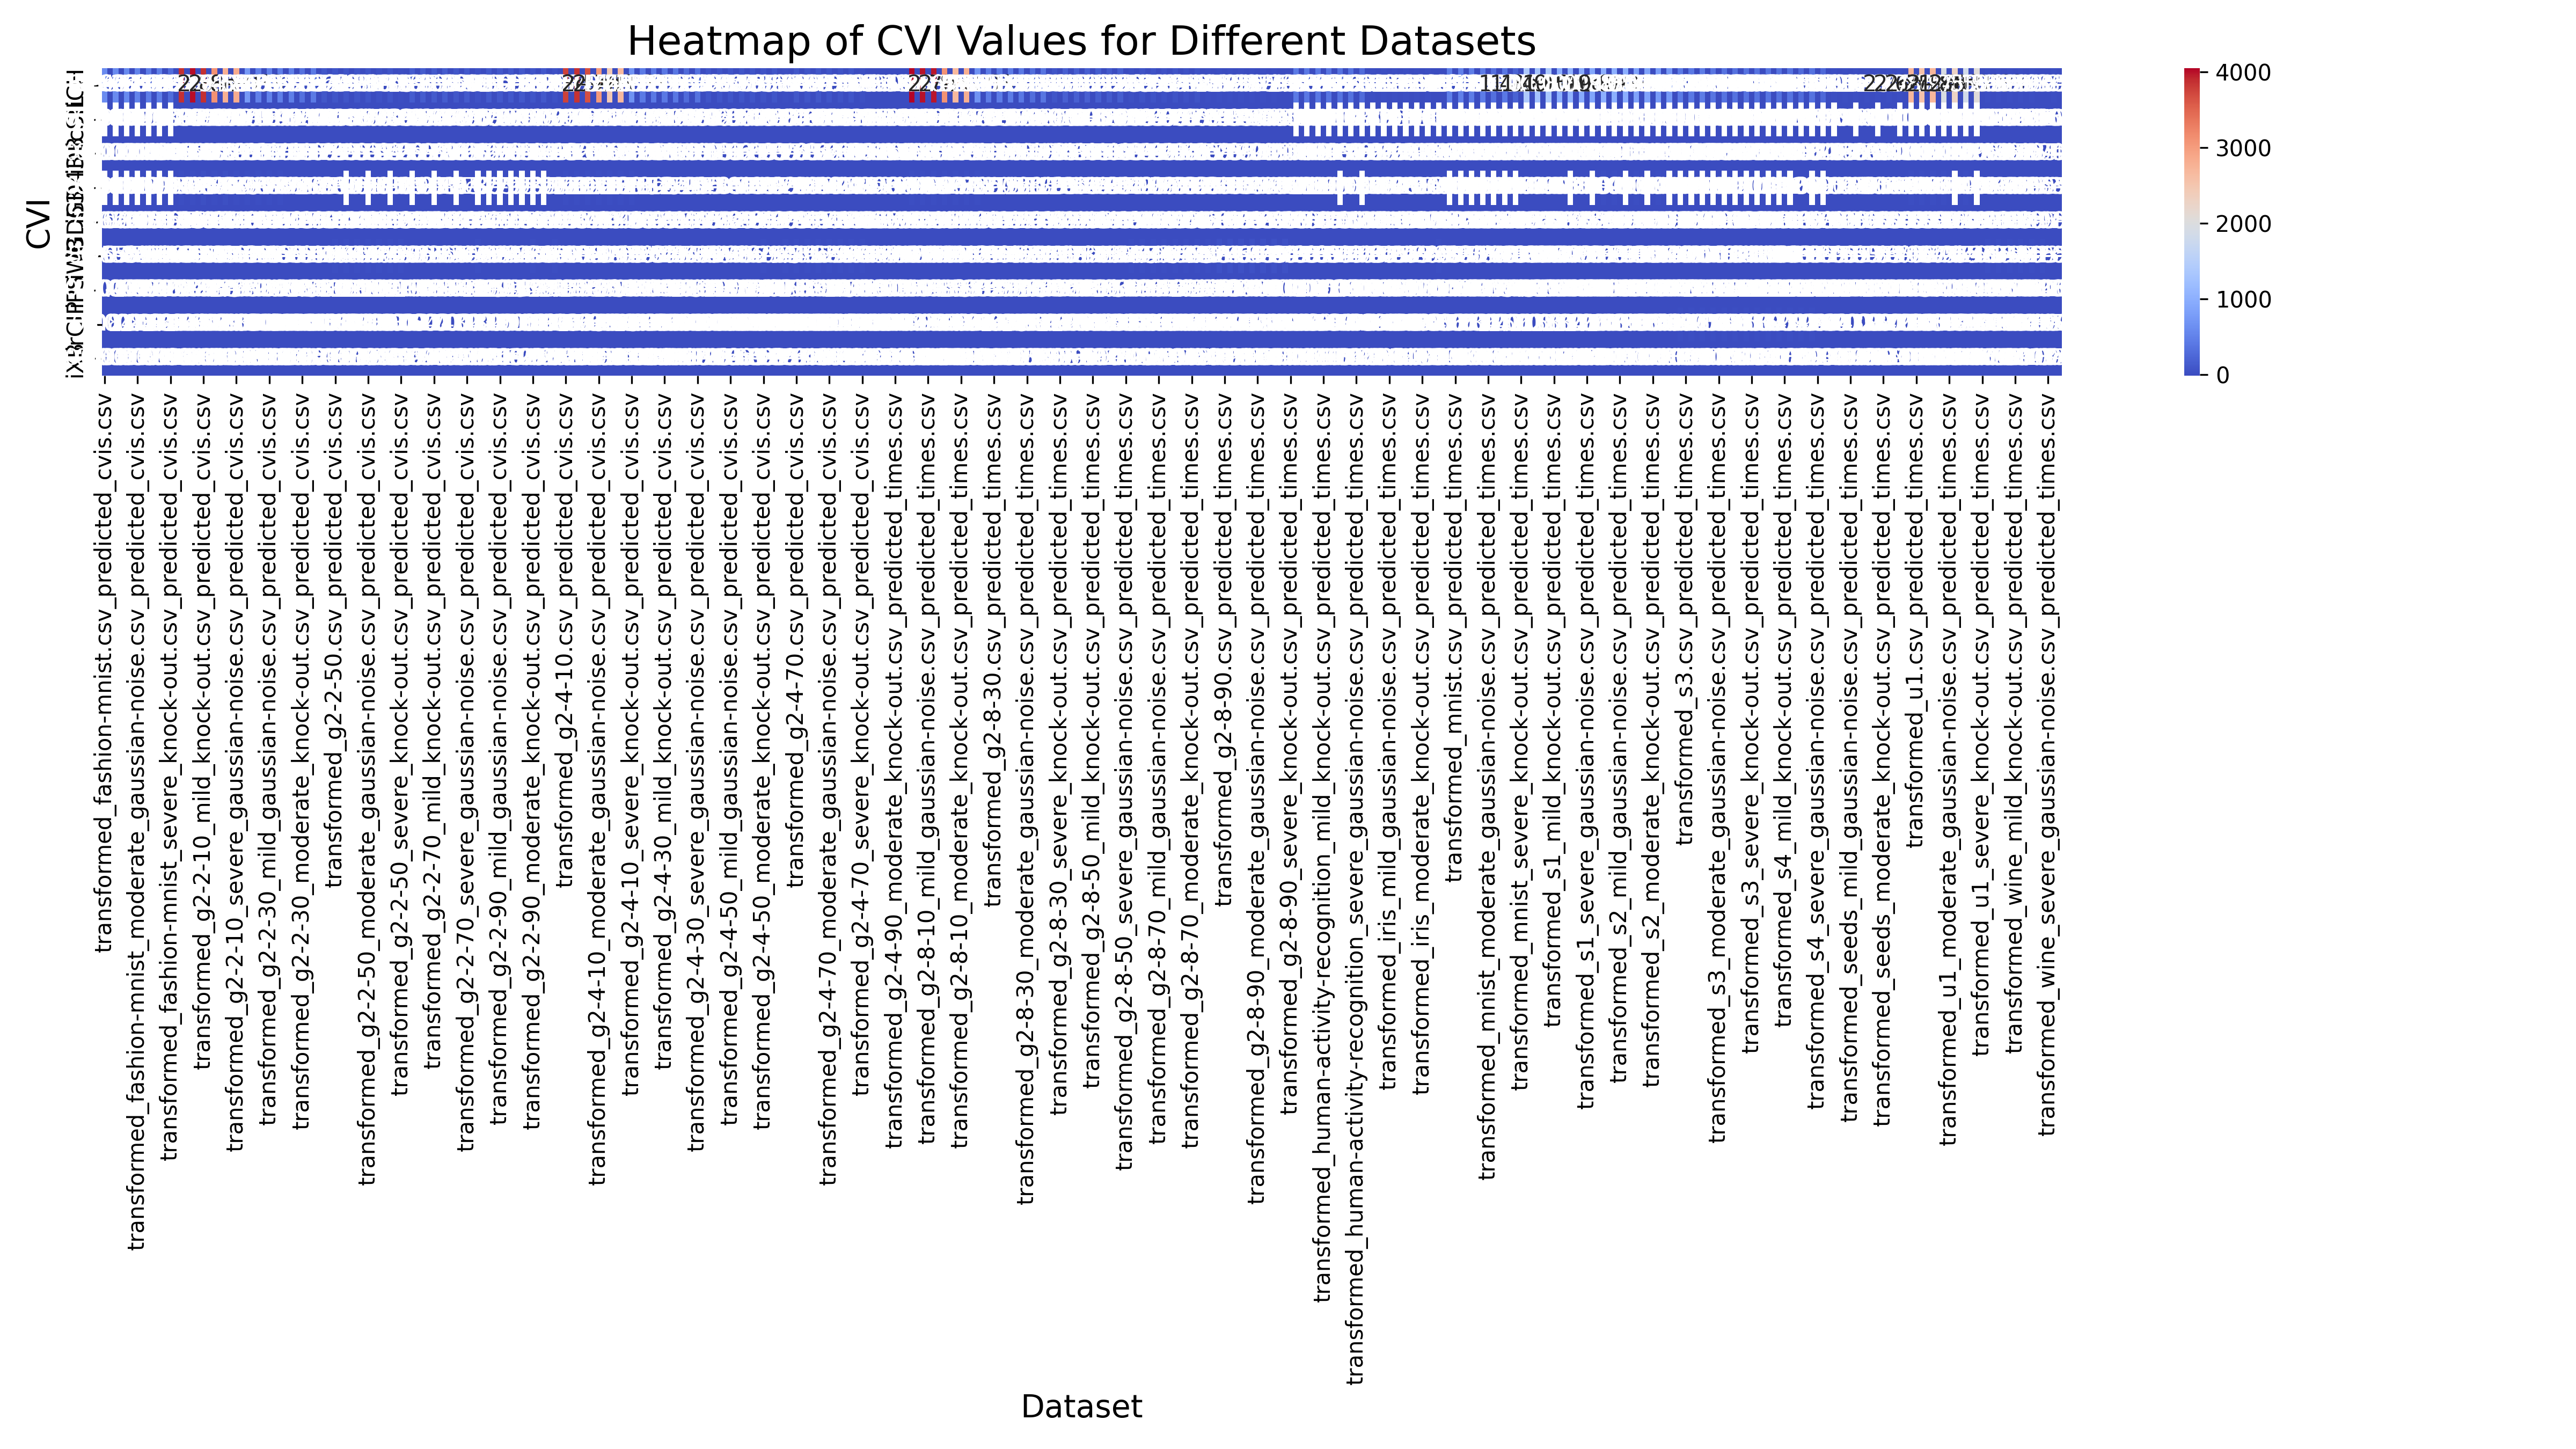 Heatmap of CVI Values for Different Datasets
CVI
4000
3000
2000
1000
0
transformed_fashion-mnist.csv_predicted_cvis.csv
transformed_fashion-mnist_moderate_gaussian-noise.csv_predicted_cvis.csv
transformed_fashion-mnist_severe_knock-out.csv_predicted_cvis.csv
transformed_g2-2-10_mild_knock-out.csv_predicted_cvis.csv
transformed_g2-2-10_severe_gaussian-noise.csv_predicted_cvis.csv
transformed_g2-2-30_mild_gaussian-noise.csv_predicted_cvis.csv
transformed_g2-2-30_moderate_knock-out.csv_predicted_cvis.csv
transformed_g2-2-50.csv_predicted_cvis.csv
transformed_g2-2-50_moderate_gaussian-noise.csv_predicted_cvis.csv
transformed_g2-2-50_severe_knock-out.csv_predicted_cvis.csv
transformed_g2-2-70_mild_knock-out.csv_predicted_cvis.csv
transformed_g2-2-70_severe_gaussian-noise.csv_predicted_cvis.csv
transformed_g2-2-90_mild_gaussian-noise.csv_predicted_cvis.csv
transformed_g2-2-90_moderate_knock-out.csv_predicted_cvis.csv
transformed_g2-4-10.csv_predicted_cvis.csv
transformed_g2-4-10_moderate_gaussian-noise.csv_predicted_cvis.csv
transformed_g2-4-10_severe_knock-out.csv_predicted_cvis.csv
transformed_g2-4-30_mild_knock-out.csv_predicted_cvis.csv
transformed_g2-4-30_severe_gaussian-noise.csv_predicted_cvis.csv
transformed_g2-4-50_mild_gaussian-noise.csv_predicted_cvis.csv
transformed_g2-4-50_moderate_knock-out.csv_predicted_cvis.csv
transformed_g2-4-70.csv_predicted_cvis.csv
transformed_g2-4-70_moderate_gaussian-noise.csv_predicted_cvis.csv
transformed_g2-4-70_severe_knock-out.csv_predicted_cvis.csv
transformed_g2-4-90_moderate_knock-out.csv_predicted_times.csv
transformed_g2-8-10_mild_gaussian-noise.csv_predicted_times.csv
transformed_g2-8-10_moderate_knock-out.csv_predicted_times.csv
transformed_g2-8-30.csv_predicted_times.csv
transformed_g2-8-30_moderate_gaussian-noise.csv_predicted_times.csv
transformed_g2-8-30_severe_knock-out.csv_predicted_times.csv
transformed_g2-8-50_mild_knock-out.csv_predicted_times.csv
transformed_g2-8-50_severe_gaussian-noise.csv_predicted_times.csv
transformed_g2-8-70_mild_gaussian-noise.csv_predicted_times.csv
transformed_g2-8-70_moderate_knock-out.csv_predicted_times.csv
transformed_g2-8-90.csv_predicted_times.csv
transformed_g2-8-90_moderate_gaussian-noise.csv_predicted_times.csv
transformed_g2-8-90_severe_knock-out.csv_predicted_times.csv
transformed_human-activity-recognition_mild_knock-out.csv_predicted_times.csv
transformed_human-activity-recognition_severe_gaussian-noise.csv_predicted_times.csv
transformed_iris_mild_gaussian-noise.csv_predicted_times.csv
transformed_iris_moderate_knock-out.csv_predicted_times.csv
transformed_mnist.csv_predicted_times.csv
transformed_mnist_moderate_gaussian-noise.csv_predicted_times.csv
transformed_mnist_severe_knock-out.csv_predicted_times.csv
transformed_s1_mild_knock-out.csv_predicted_times.csv
transformed_s1_severe_gaussian-noise.csv_predicted_times.csv
transformed_s2_mild_gaussian-noise.csv_predicted_times.csv
transformed_s2_moderate_knock-out.csv_predicted_times.csv
transformed_s3.csv_predicted_times.csv
transformed_s3_moderate_gaussian-noise.csv_predicted_times.csv
transformed_s3_severe_knock-out.csv_predicted_times.csv
transformed_s4_mild_knock-out.csv_predicted_times.csv
transformed_s4_severe_gaussian-noise.csv_predicted_times.csv
transformed_seeds_mild_gaussian-noise.csv_predicted_times.csv
transformed_seeds_moderate_knock-out.csv_predicted_times.csv
transformed_u1.csv_predicted_times.csv
transformed_u1_moderate_gaussian-noise.csv_predicted_times.csv
transformed_u1_severe_knock-out.csv_predicted_times.csv
transformed_wine_mild_knock-out.csv_predicted_times.csv
transformed_wine_severe_gaussian-noise.csv_predicted_times.csv
Dataset